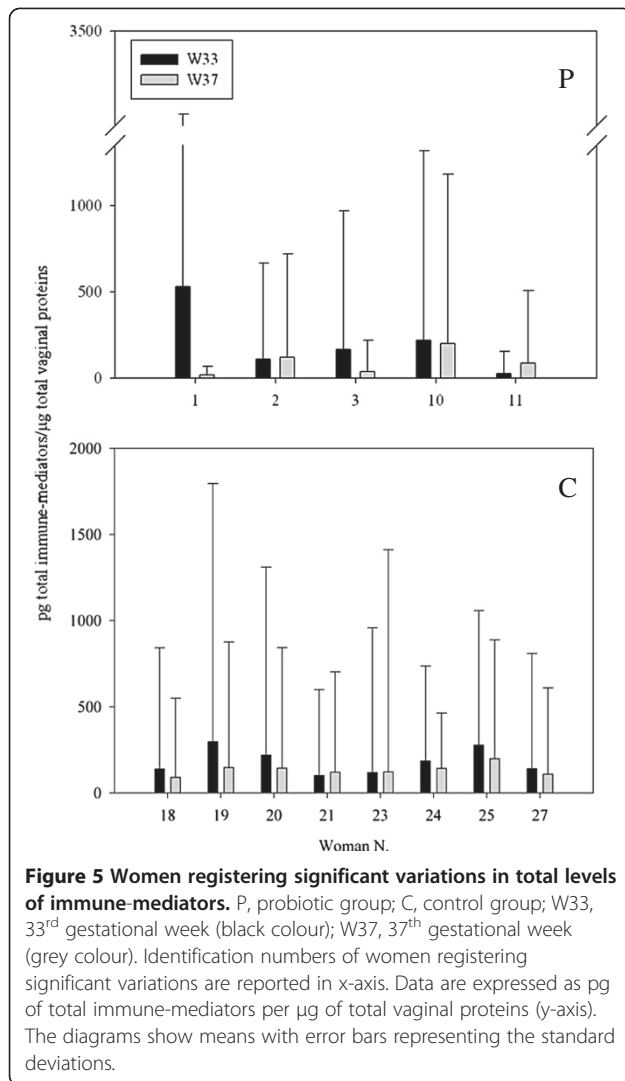 3500
W33
W37
P
1000
500
0
1 2 3 10 11
pg total immune-mediators/µg total vaginal proteins
2000
C
1500
1000
500
0
18 19 20 21 23 24 25 27
Woman N.
Figure 5 Women registering significant variations in total levels
of immune-mediators. P, probiotic group; C, control group; W33,
33rd gestational week (black colour); W37, 37th gestational week
(grey colour). Identification numbers of women registering
significant variations are reported in x-axis. Data are expressed as pg
of total immune-mediators per µg of total vaginal proteins (y-axis).
The diagrams show means with error bars representing the standard
deviations.